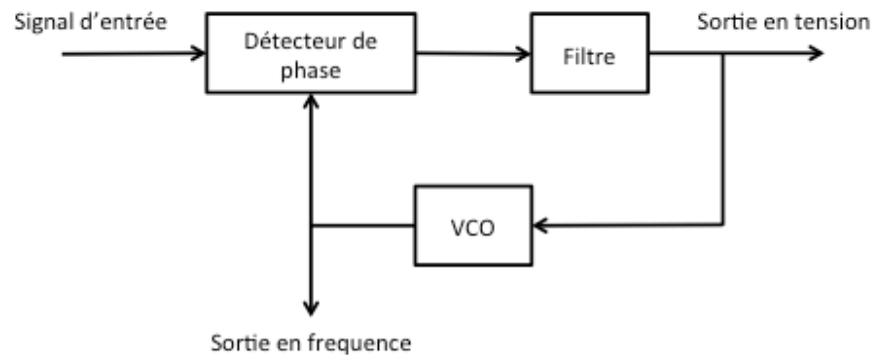 Signal d'entrée
Sortie en tension
Détecteur de
phase
Filtre
VCO
Sortie en frequence